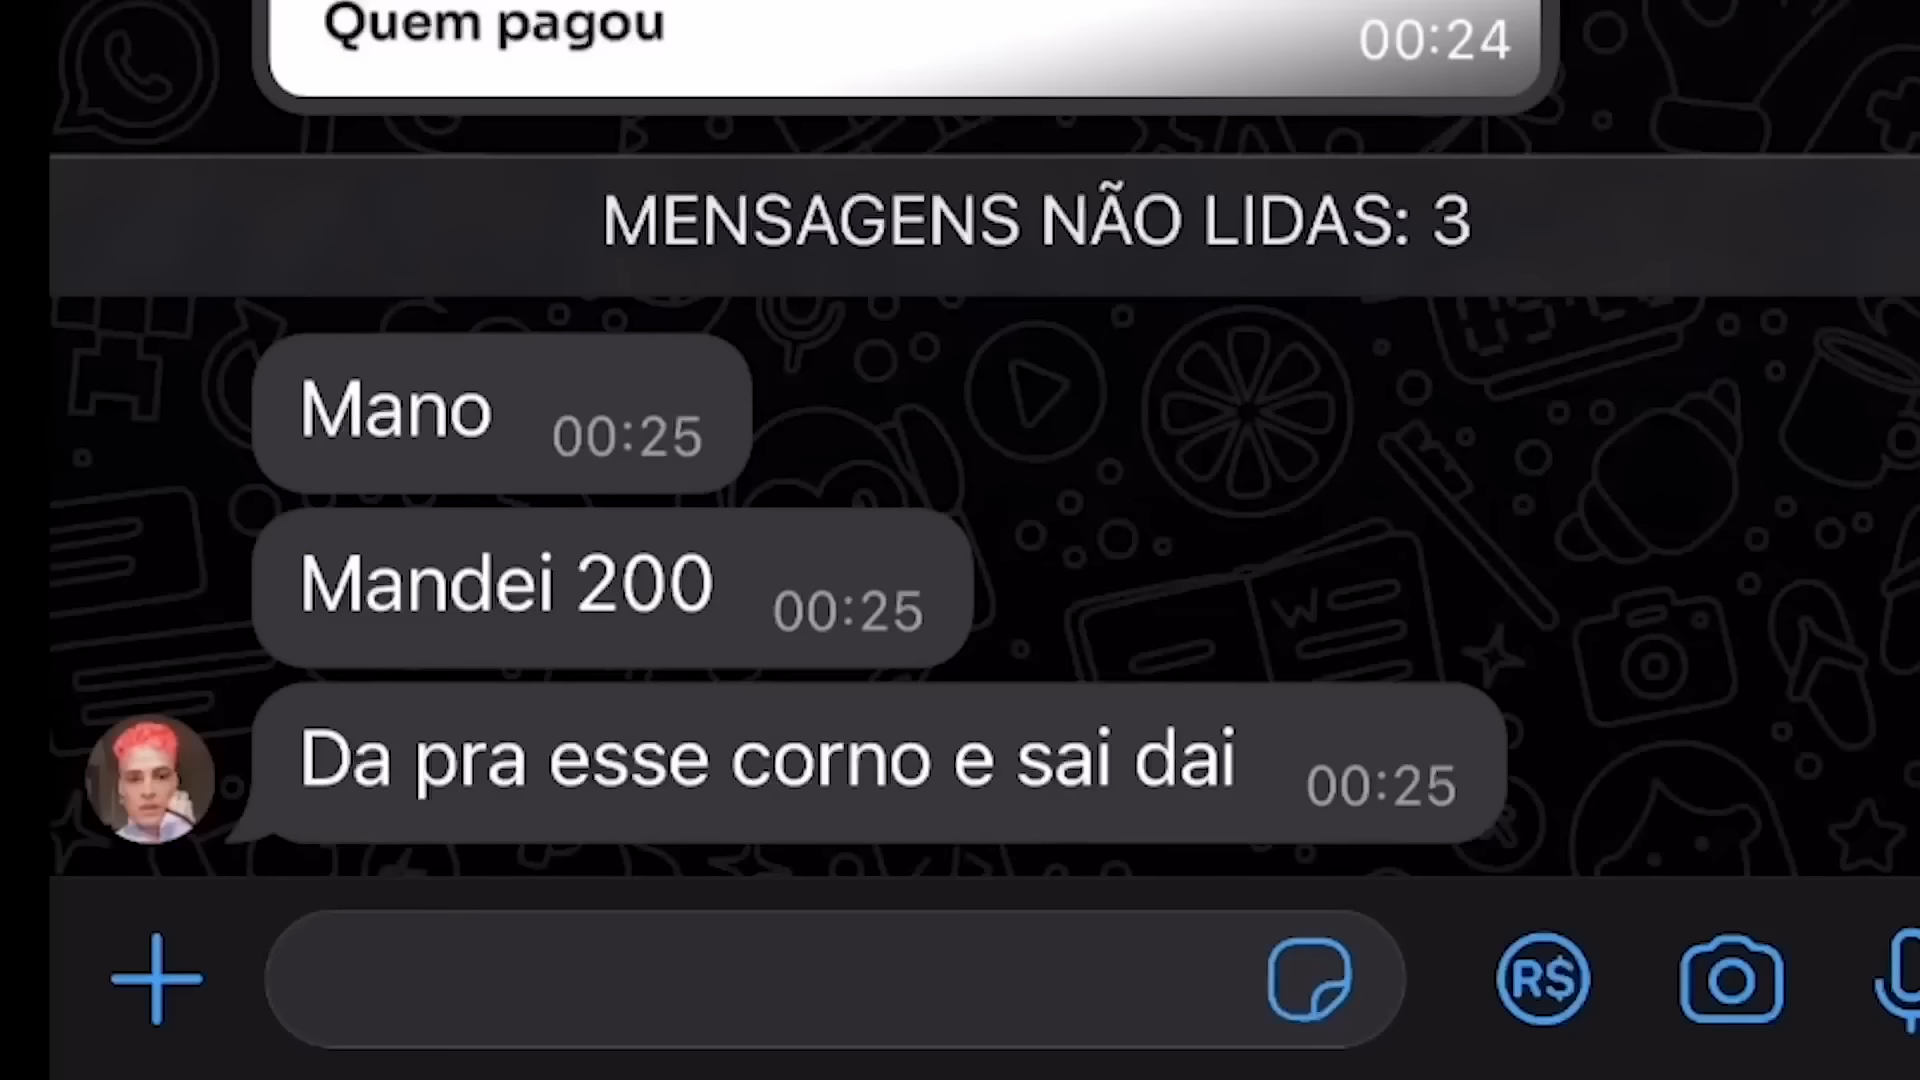 Quem pagou
00:24
MENSAGENS NÃO LIDAS: 3
Mano 00:25
Mandei 200 00:25
Da pra esse corno e sai dai 00:25
R$